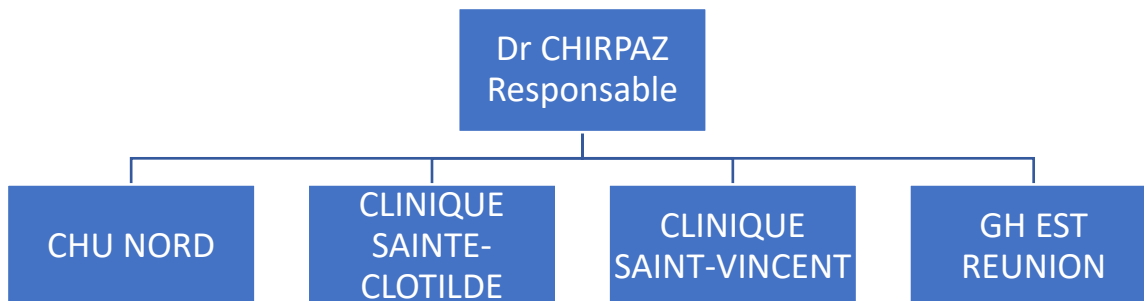 Dr CHIRPAZ
Responsable
CHU NORD
CLINIQUE
SAINTE-
CLOTILDE
CLINIQUE
SAINT-VINCENT
GH EST
REUNION